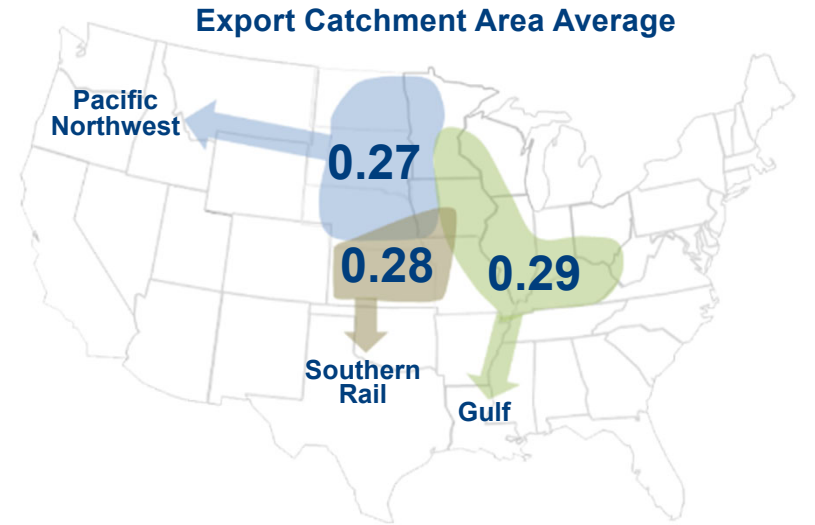 Export Catchment Area Average
Pacific
Northwest
0.27
0.28
0.29
Southern
Rail
Gulf